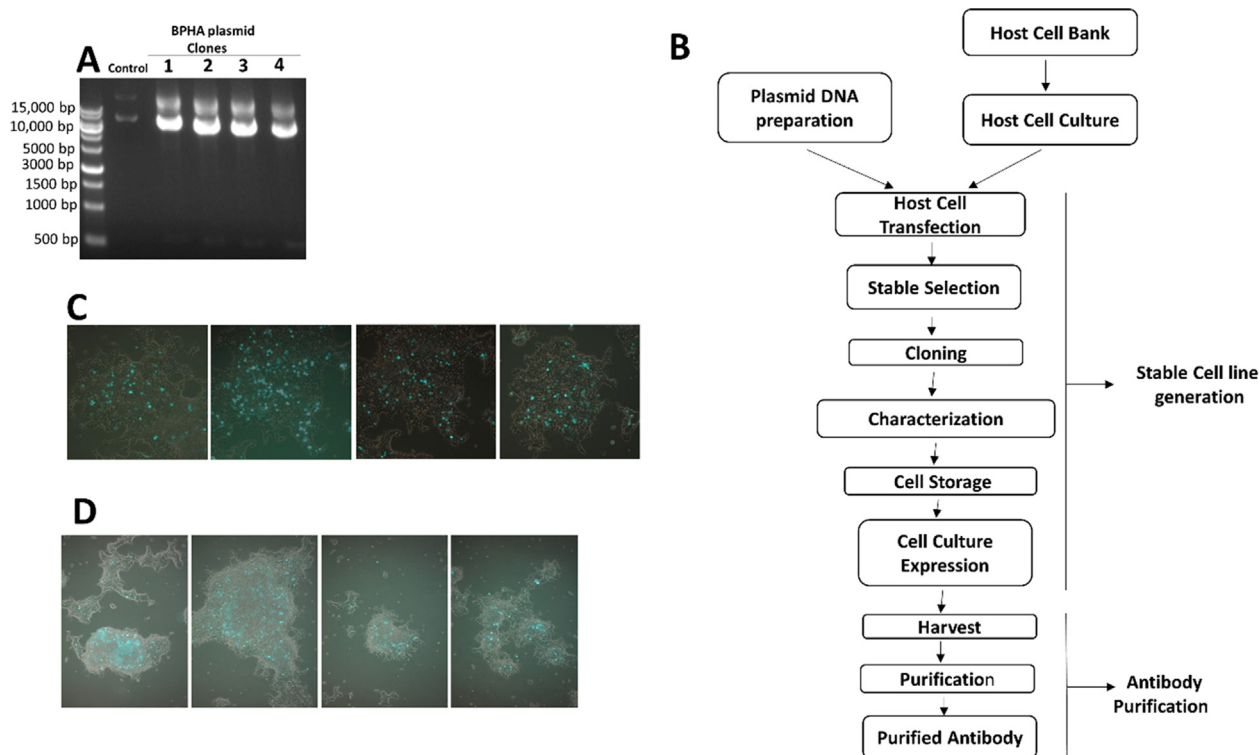 A
BPHA plasmid
Clones
Control
1 2 3 4
15,000 bp
10,000 bp
5000 bp
3000 bp
1500 bp
1000 bp
500 bp
B
Host Cell Bank
Plasmid DNA
preparation
Host Cell Culture
Host Cell
Transfection
Stable Selection
Cloning
Characterization
Cell Storage
Cell Culture
Expression
Stable Cell line
generation
Harvest
Purification
Purified Antibody
Antibody
Purification
C
D